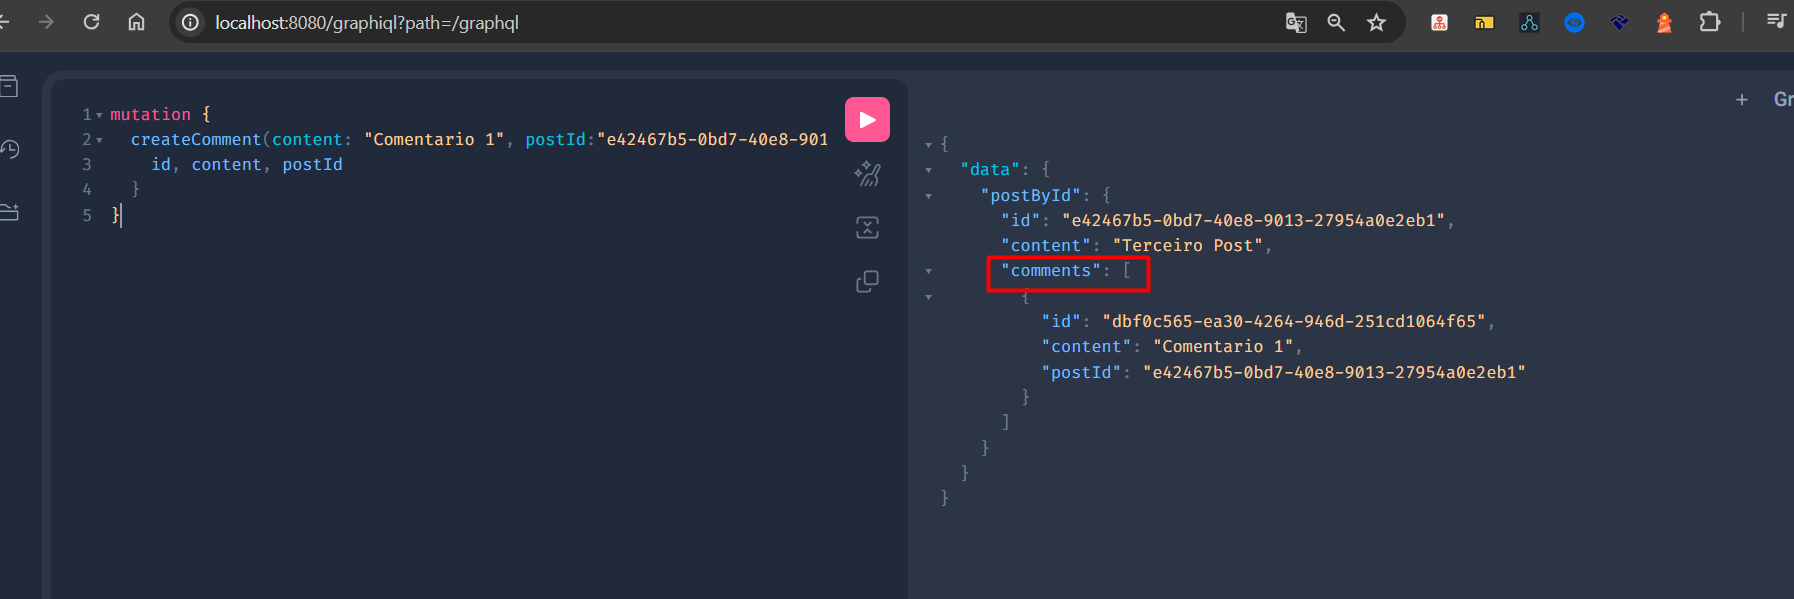 localhost:8080/graphiql?path=/graphql
1 mutation {
2 createComment(content: "Comentario 1", postId:"e42467b5-0bd7-40e8-901
3 id, content, postId
4 }
5 }
+ Gr
{
"data": {
"postById": {
"id": "e42467b5-0bd7-40e8-9013-27954a0e2eb1",
"content": "Terceiro Post",
"comments": [
{
"id": "dbf0c565-ea30-4264-946d-251cd1064f65",
"content": "Comentario 1",
"postId": "e42467b5-0bd7-40e8-9013-27954a0e2eb1"
}
]
}
}
}